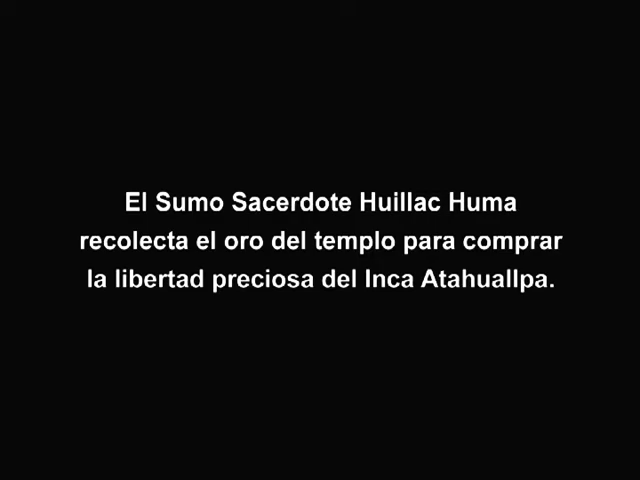 El Sumo Sacerdote Huillac Huma
recolecta el oro del templo para comprar
la libertad preciosa del Inca Atahuallpa.